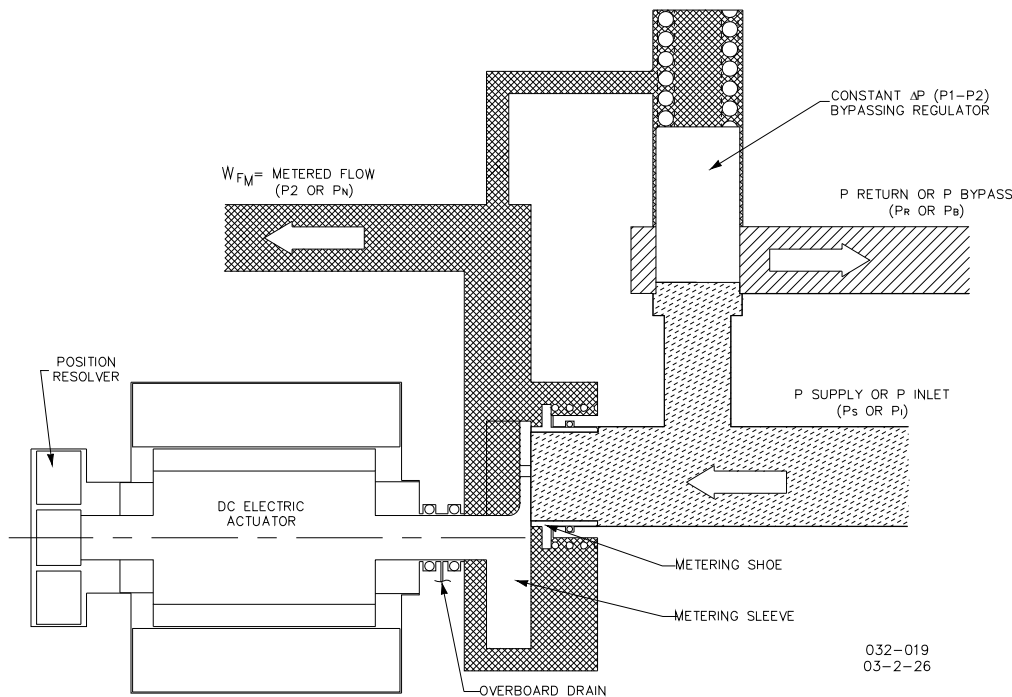 CONSTANT ΔP (P1-P2)
BYPASSING REGULATOR
WFM= METERED FLOW
(P2 OR PN)
P RETURN OR P BYPASS
(PR OR PB)
POSITION
RESOLVER
P SUPPLY OR P INLET
(PS OR PI)
DC ELECTRIC
ACTUATOR
METERING SHOE
METERING SLEEVE
OVERBOARD DRAIN
032-019
03-2-26